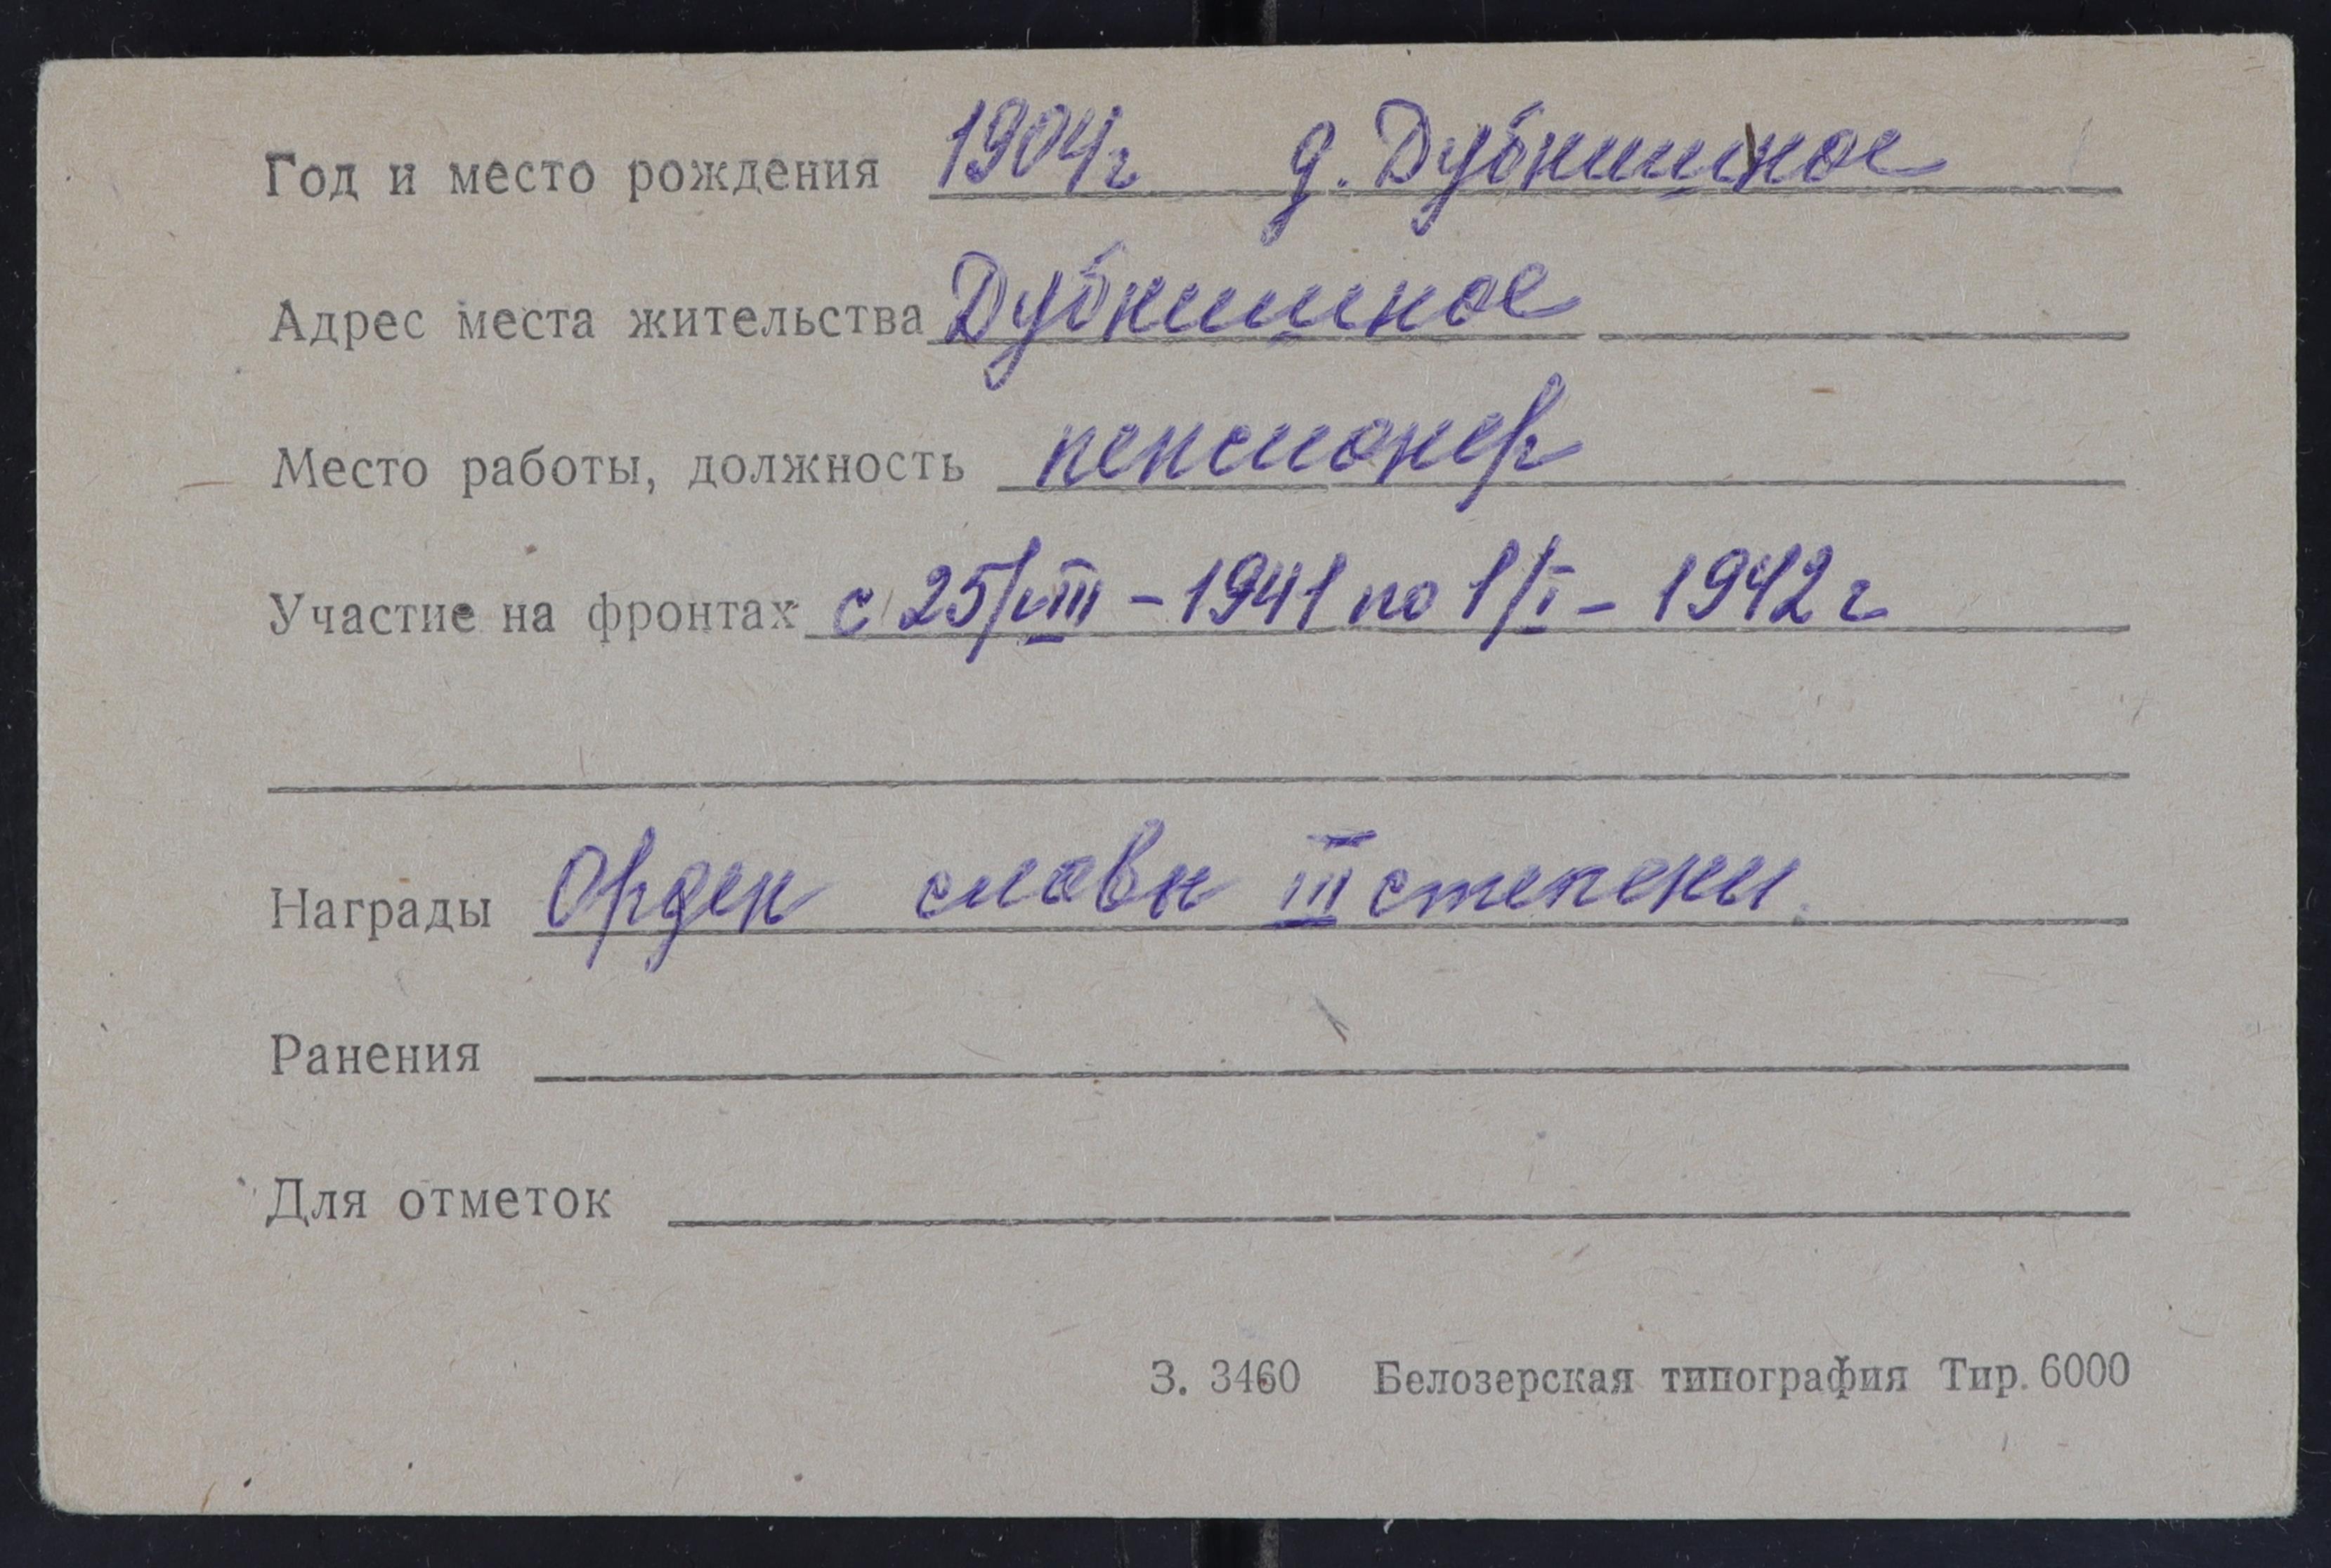 Год и место рождения 1904г д. Дубнишное
Адрес места жительства Дубнишное
Место работы, должность пенсионер
Участие на фронтах с 25/VIII - 1941 по 1/I - 1942 г
Награды Орден славы III степени.
Ранения
Для отметок
З. 3460 Белозерская типография Тир. 6000